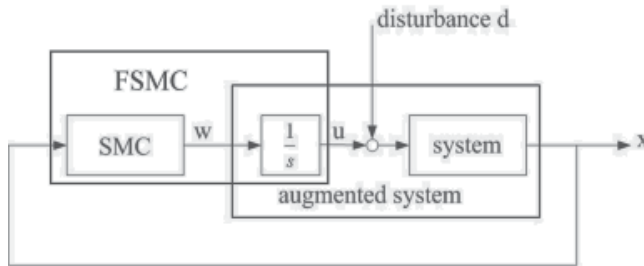 disturbance d
FSMC
SMC
w
1
s
u
system
x
augmented system